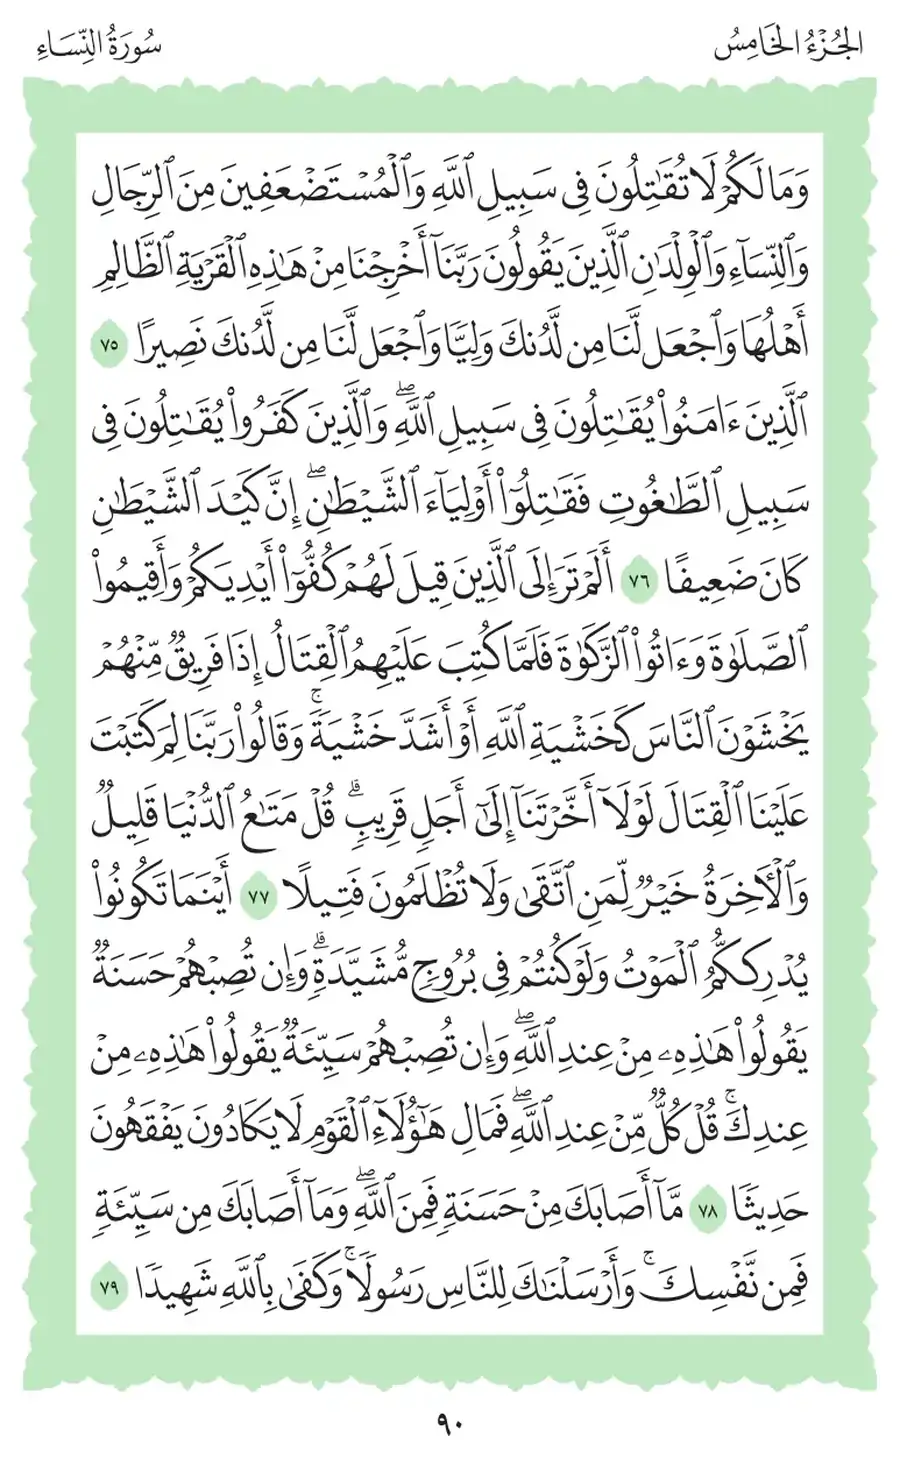 الجُزْءُ الخَامِسُ
سُورَةُ النِّسَاءِ
وَمَا لَكُمْ لَا تُقَٰتِلُونَ فِي سَبِيلِ ٱللَّهِ وَٱلْمُسْتَضْعَفِينَ مِنَ ٱلرِّجَالِ
وَٱلنِّسَآءِ وَٱلْوِلْدَٰنِ ٱلَّذِينَ يَقُولُونَ رَبَّنَآ أَخْرِجْنَا مِنْ هَٰذِهِ ٱلْقَرْيَةِ ٱلظَّالِمِ
أَهْلُهَا وَٱجْعَل لَّنَا مِن لَّدُنكَ وَلِيًّا وَٱجْعَل لَّنَا مِن لَّدُنكَ نَصِيرًا ٧٥
ٱلَّذِينَ ءَامَنُوا۟ يُقَٰتِلُونَ فِي سَبِيلِ ٱللَّهِۖ وَٱلَّذِينَ كَفَرُوا۟ يُقَٰتِلُونَ فِي
سَبِيلِ ٱلطَّٰغُوتِ فَقَٰتِلُوٓا۟ أَوْلِيَآءَ ٱلشَّيْطَٰنِۖ إِنَّ كَيْدَ ٱلشَّيْطَٰنِ
كَانَ ضَعِيفًا ٧٦ أَلَمْ تَرَ إِلَى ٱلَّذِينَ قِيلَ لَهُمْ كُفُّوٓا۟ أَيْدِيَكُمْ وَأَقِيمُوا۟
ٱلصَّلَوٰةَ وَءَاتُوا۟ ٱلزَّكَوٰةَ فَلَمَّا كُتِبَ عَلَيْهِمُ ٱلْقِتَالُ إِذَا فَرِيقٌ مِّنْهُمْ
يَخْشَوْنَ ٱلنَّاسَ كَخَشْيَةِ ٱللَّهِ أَوْ أَشَدَّ خَشْيَةًۚ وَقَالُوا۟ رَبَّنَا لِمَ كَتَبْتَ
عَلَيْنَا ٱلْقِتَالَ لَوْلَآ أَخَّرْتَنَآ إِلَىٰٓ أَجَلٍ قَرِيبٍۗ قُلْ مَتَٰعُ ٱلدُّنْيَا قَلِيلٌ
وَٱلْأَخِرَةُ خَيْرٌ لِّمَنِ ٱتَّقَىٰ وَلَا تُظْلَمُونَ فَتِيلًا ٧٧ أَيْنَمَا تَكُونُوا۟
يُدْرِككُّمُ ٱلْمَوْتُ وَلَوْ كُنتُمْ فِي بُرُوجٍ مُّشَيَّدَةٍۗ وَإِن تُصِبْهُمْ حَسَنَةٌ
يَقُولُوا۟ هَٰذِهِۦ مِنْ عِندِ ٱللَّهِۖ وَإِن تُصِبْهُمْ سَيِّئَةٌ يَقُولُوا۟ هَٰذِهِۦ مِنْ
عِندِكَۚ قُلْ كُلٌّ مِّنْ عِندِ ٱللَّهِۖ فَمَالِ هَٰٓؤُلَآءِ ٱلْقَوْمِ لَا يَكَادُونَ يَفْقَهُونَ
حَدِيثًا ٧٨ مَّآ أَصَابَكَ مِنْ حَسَنَةٍ فَمِنَ ٱللَّهِۖ وَمَآ أَصَابَكَ مِن سَيِّئَةٍ
فَمِن نَّفْسِكَۚ وَأَرْسَلْنَٰكَ لِلنَّاسِ رَسُولًاۚ وَكَفَىٰ بِٱللَّهِ شَهِيدًا ٧٩
٩٠